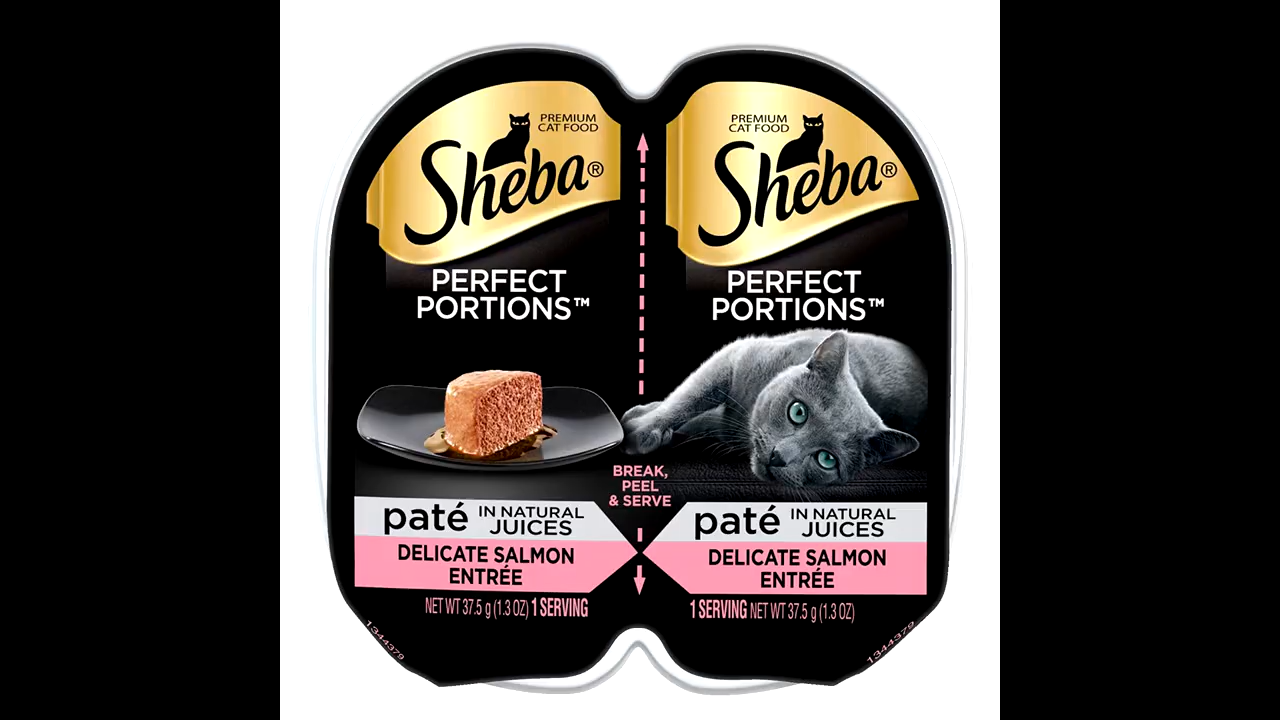 PREMIUM
CAT FOOD
Sheba®
PERFECT
PORTIONS™
paté IN NATURAL
JUICES
DELICATE SALMON
ENTRÉE
NET WT 37.5 g (1.3 OZ) 1 SERVING
1344379
BREAK,
PEEL
& SERVE
PREMIUM
CAT FOOD
Sheba®
PERFECT
PORTIONS™
paté IN NATURAL
JUICES
DELICATE SALMON
ENTRÉE
1 SERVING NET WT 37.5 g (1.3 OZ)
1344379